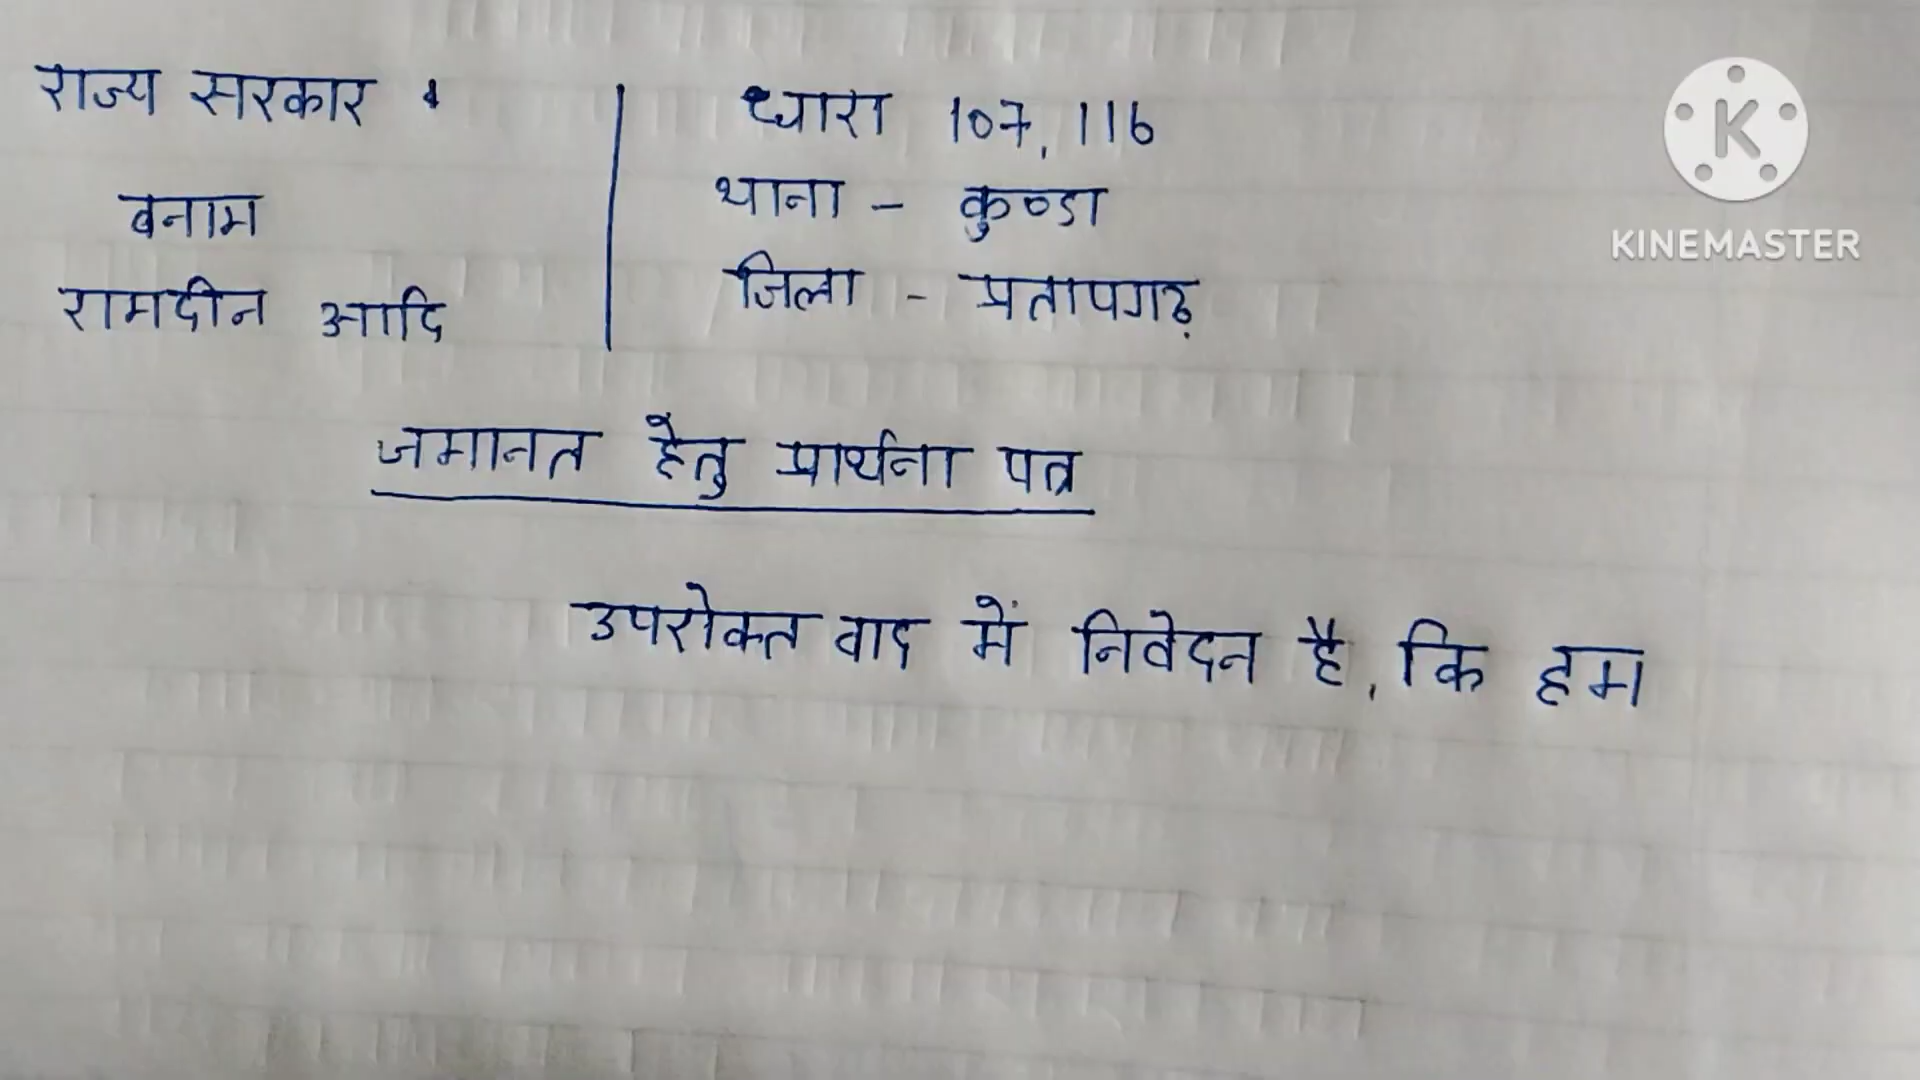 राज्य सरकार
बनाम
रामदीन आदि
धारा 107, 116
थाना - कुण्डा
जिला - प्रतापगढ़
K
KINEMASTER
जमानत हेतु प्रार्थना पत्र
उपरोक्त वाद में निवेदन है, कि हम